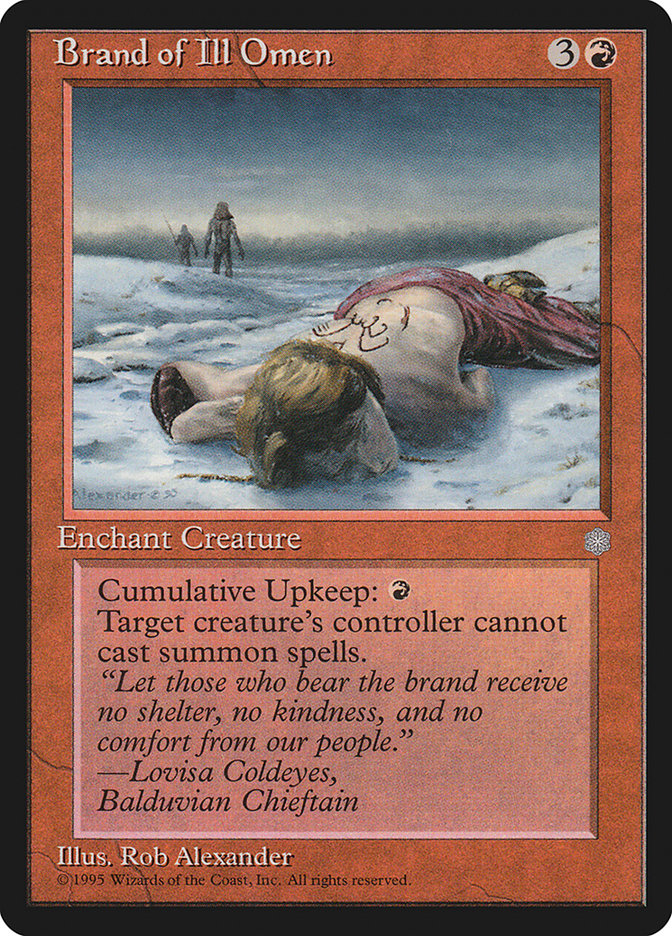 Brand of Ill Omen
3
Enchant Creature
Cumulative Upkeep:
Target creature's controller cannot
cast summon spells.
"Let those who bear the brand receive
no shelter, no kindness, and no
comfort from our people."
—Lovisa Coldeyes,
Balduvian Chieftain
Illus. Rob Alexander
©1995 Wizards of the Coast, Inc. All rights reserved.